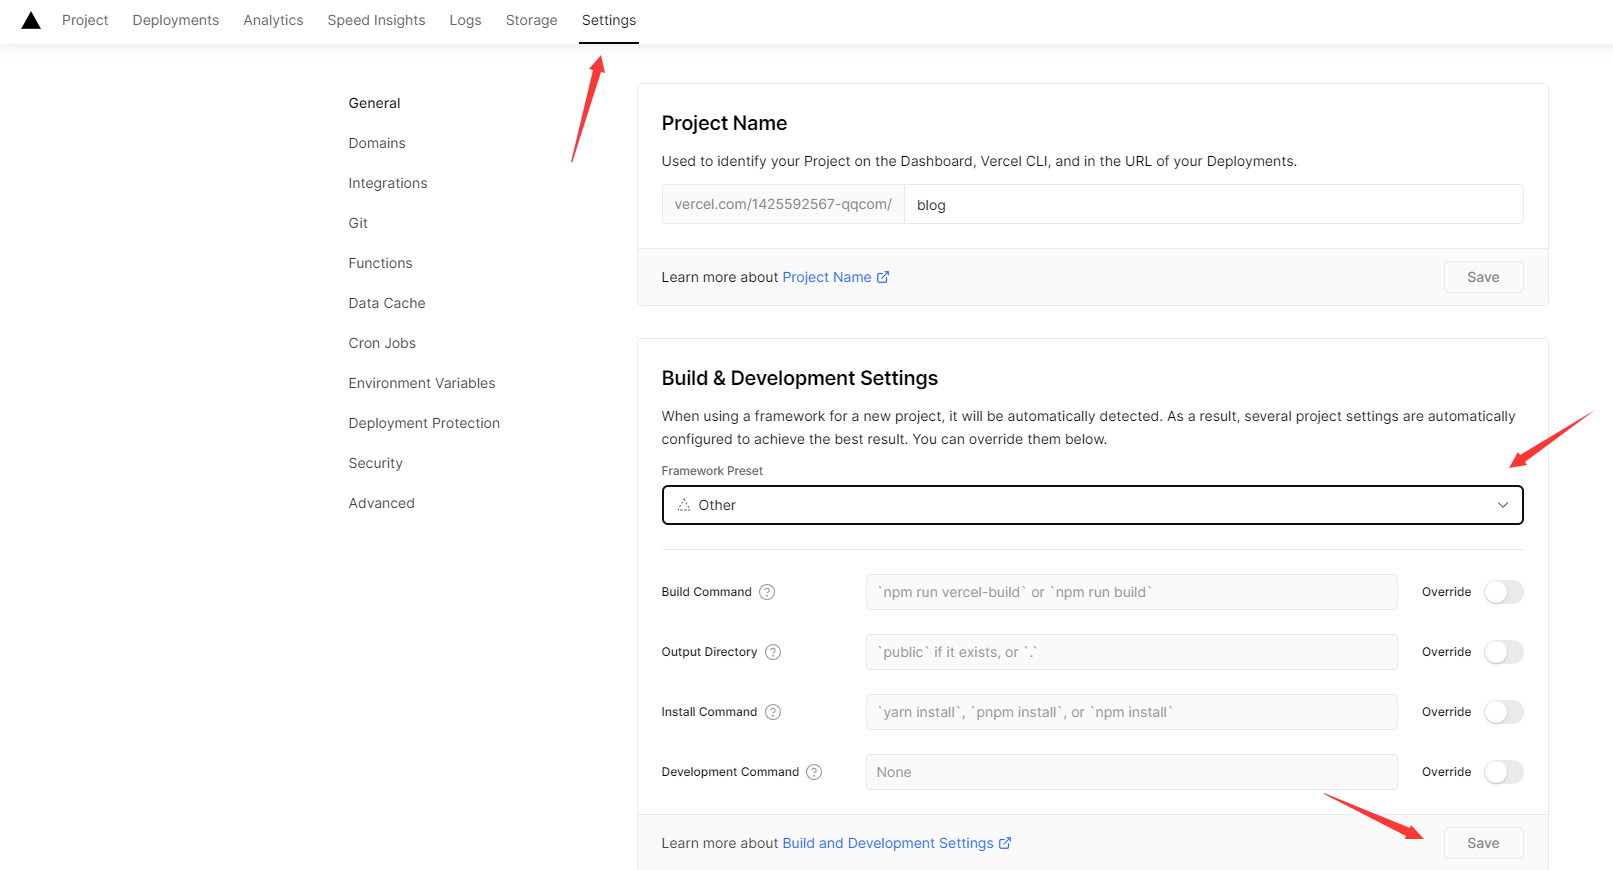 Project Deployments Analytics Speed Insights Logs Storage Settings
General
Domains
Integrations
Git
Functions
Data Cache
Cron Jobs
Environment Variables
Deployment Protection
Security
Advanced
Project Name
Used to identify your Project on the Dashboard, Vercel CLI, and in the URL of your Deployments.
vercel.com/1425592567-qqcom/ blog
Learn more about Project Name Save
Build & Development Settings
When using a framework for a new project, it will be automatically detected. As a result, several project settings are automatically
configured to achieve the best result. You can override them below.
Framework Preset
Other
Build Command ? `npm run vercel-build` or `npm run build` Override
Output Directory ? `public` if it exists, or `.` Override
Install Command ? `yarn install`, `pnpm install`, or `npm install` Override
Development Command ? None Override
Learn more about Build and Development Settings Save